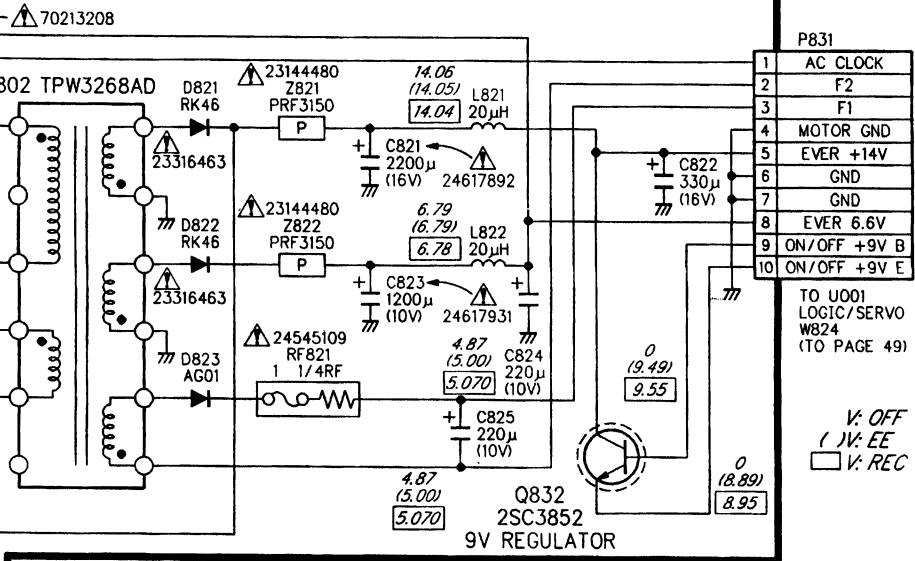 70213208
P831
1 AC CLOCK
2 F2
3 F1
4 MOTOR GND
5 EVER +14V
6 GND
7 GND
8 EVER 6.6V
9 ON/OFF +9V B
10 ON/OFF +9V E
TO U001
LOGIC/SERVO
W824
(TO PAGE 49)
802 TPW3268AD
D821
RK46
23316463
23144480
Z821
PRF3150
P
14.06
(14.05)
14.04
L821
20μH
+
C821
2200μ
(16V)
24617892
+
C822
330μ
(16V)
D822
RK46
23316463
23144480
Z822
PRF3150
P
6.79
(6.79)
6.78
L822
20μH
+
C823
1200μ
(10V)
24617931
+
C824
220μ
(10V)
D823
AG01
24545109
RF821
1 1/4RF
4.87
(5.00)
5.070
+
C825
220μ
(10V)
4.87
(5.00)
5.070
0
(9.49)
9.55
0
(8.89)
8.95
Q832
2SC3852
9V REGULATOR
V: OFF
( )V: EE
V: REC